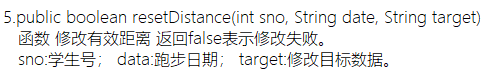 5.public boolean resetDistance(int sno, String date, String target)
函数 修改有效距离 返回false表示修改失败。
sno:学生号; data:跑步日期; target:修改目标数据。